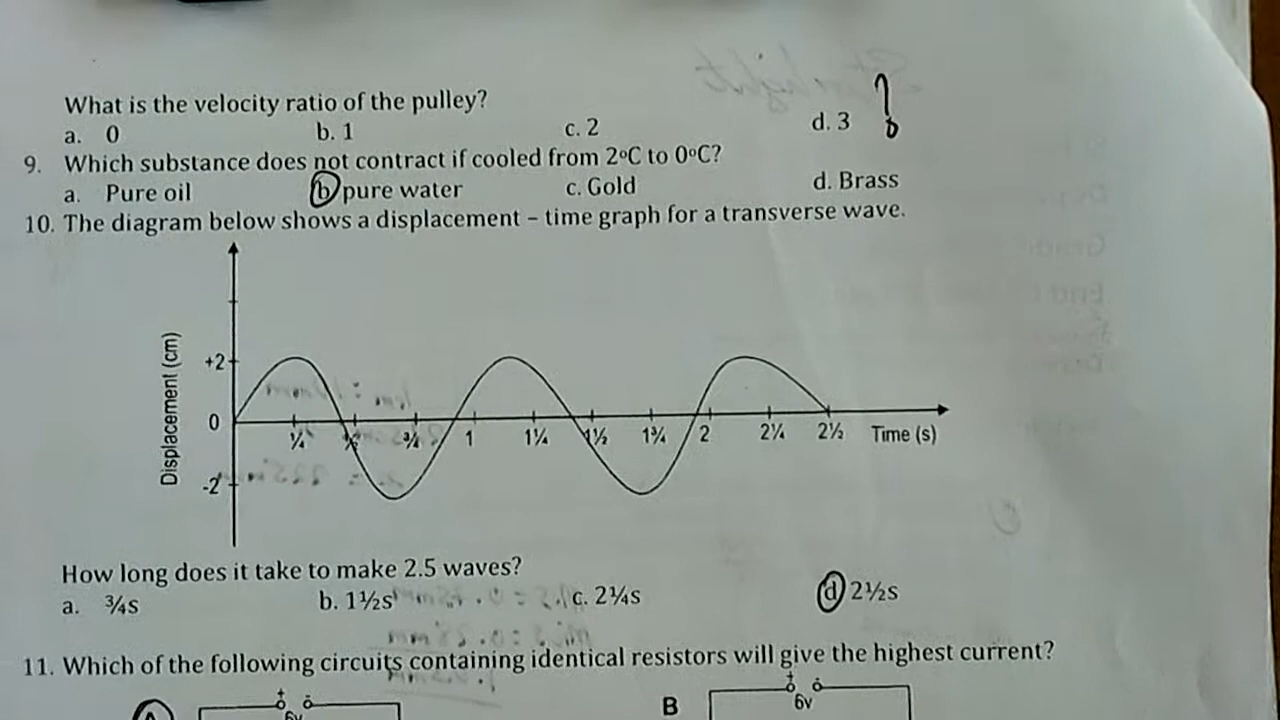 What is the velocity ratio of the pulley?
a. 0 b. 1 c. 2 d. 3
9. Which substance does not contract if cooled from 2°C to 0°C?
a. Pure oil b pure water c. Gold d. Brass
10. The diagram below shows a displacement – time graph for a transverse wave.
Displacement (cm)
+2
0
-2
¼ ½ ¾ 1 1¼ 1½ 1¾ 2 2¼ 2½ Time (s)
How long does it take to make 2.5 waves?
a. ¾s b. 1½s c. 2¼s d 2½s
11. Which of the following circuits containing identical resistors will give the highest current?
A + 6v B + 6v